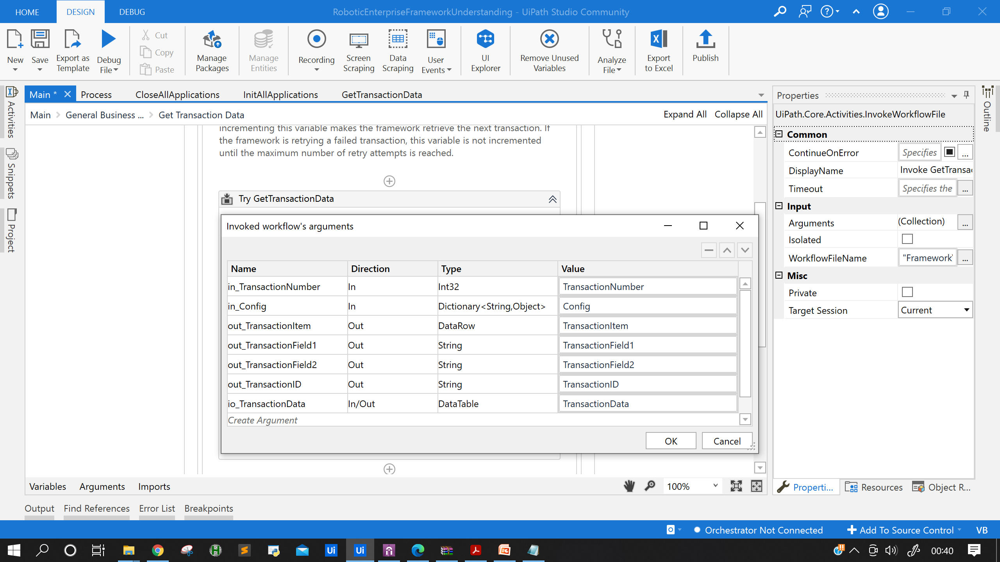 HOME
DESIGN
DEBUG
RoboticEnterpriseFrameworkUnderstanding - UiPath Studio Community
New
Save
Export as
Template
Debug
File
Cut
Copy
Paste
Manage
Packages
Manage
Entities
Recording
Screen
Scraping
Data
Scraping
User
Events
UI
Explorer
Remove Unused
Variables
Analyze
File
Export
to Excel
Publish
Activities
Snippets
Project
Main *
Process
CloseAllApplications
InitAllApplications
GetTransactionData
Main
General Business ...
Get Transaction Data
Expand All
Collapse All
incrementing this variable makes the framework retrieve the next transaction. If
the framework is retrying a failed transaction, this variable is not incremented
until the maximum number of retry attempts is reached.
Try GetTransactionData
Invoked workflow's arguments
Name Direction Type Value
in_TransactionNumber In Int32 TransactionNumber
in_Config In Dictionary<String,Object> Config
out_TransactionItem Out DataRow TransactionItem
out_TransactionField1 Out String TransactionField1
out_TransactionField2 Out String TransactionField2
out_TransactionID Out String TransactionID
io_TransactionData In/Out DataTable TransactionData
Create Argument
OK
Cancel
Properties
UiPath.Core.Activities.InvokeWorkflowFile
Common
ContinueOnError Specifies ...
DisplayName Invoke GetTransa
Timeout Specifies the ...
Input
Arguments (Collection) ...
Isolated
WorkflowFileName "Framework\ ...
Misc
Private
Target Session Current
Outline
Variables
Arguments
Imports
100%
Properti...
Resources
Object R...
Output
Find References
Error List
Breakpoints
Orchestrator Not Connected
Add To Source Control
VB
Ui
Ui
00:40